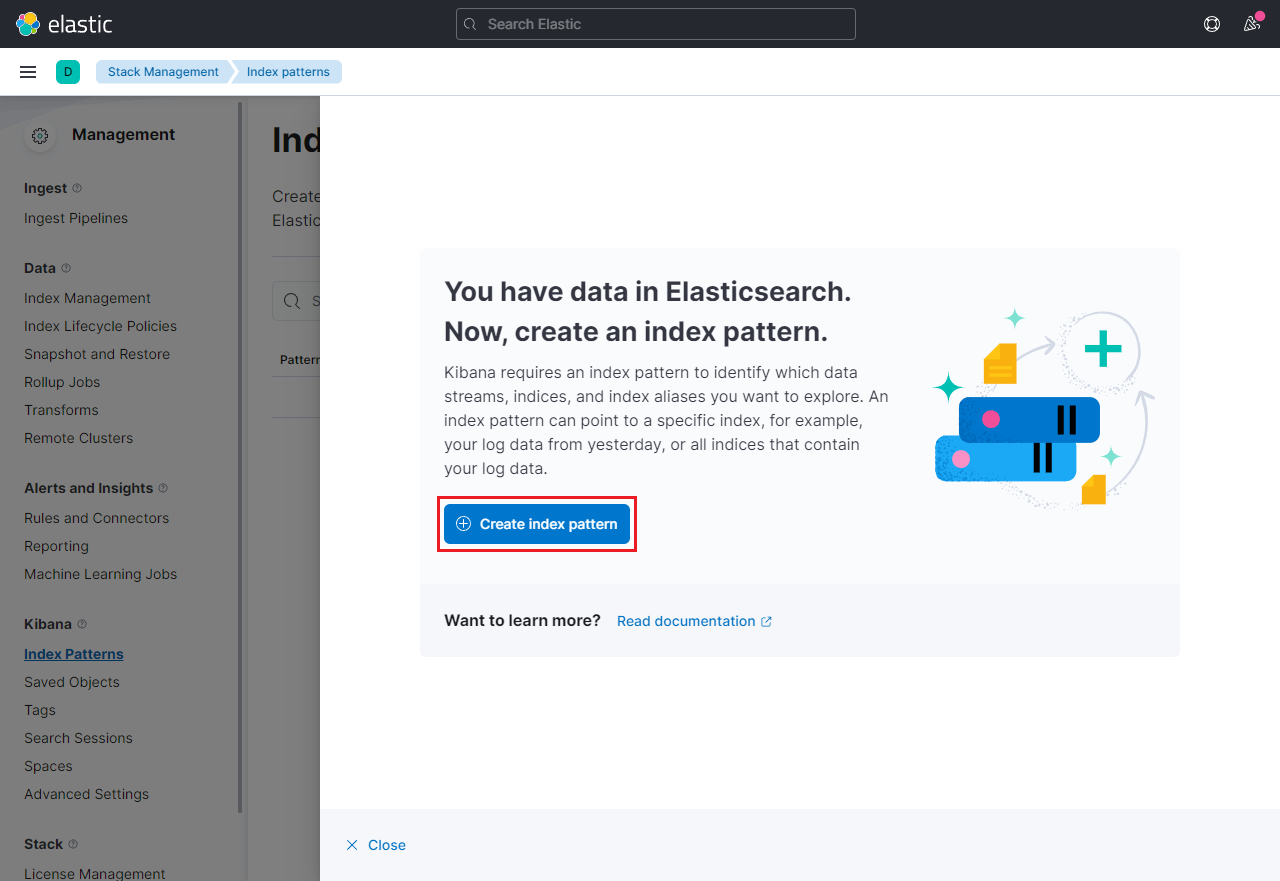 elastic
Search Elastic
D
Stack Management
Index patterns
Management
Ingest
Ingest Pipelines
Data
Index Management
Index Lifecycle Policies
Snapshot and Restore
Rollup Jobs
Transforms
Remote Clusters
Alerts and Insights
Rules and Connectors
Reporting
Machine Learning Jobs
Kibana
Index Patterns
Saved Objects
Tags
Search Sessions
Spaces
Advanced Settings
Stack
License Management
Ind
Create
Elastic
S
Pattern
You have data in Elasticsearch.
Now, create an index pattern.
Kibana requires an index pattern to identify which data
streams, indices, and index aliases you want to explore. An
index pattern can point to a specific index, for example,
your log data from yesterday, or all indices that contain
your log data.
Create index pattern
Want to learn more? Read documentation
Close